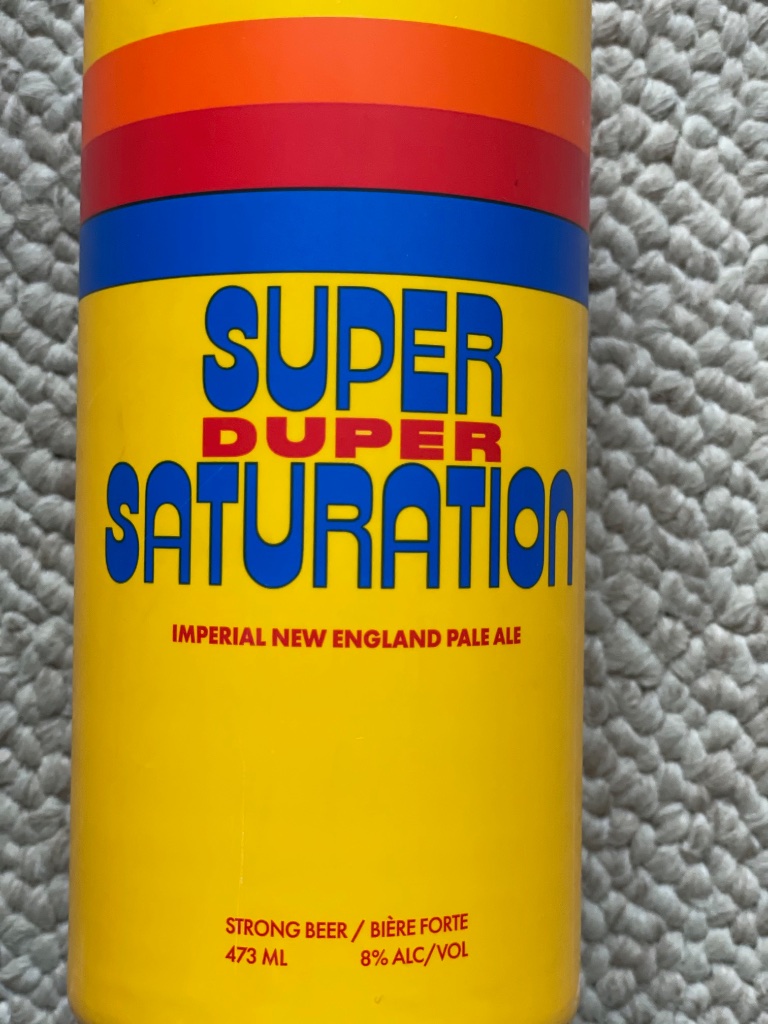 SUPER
DUPER
SATURATION
IMPERIAL NEW ENGLAND PALE ALE
STRONG BEER / BIÈRE FORTE
473 ML 8% ALC/VOL